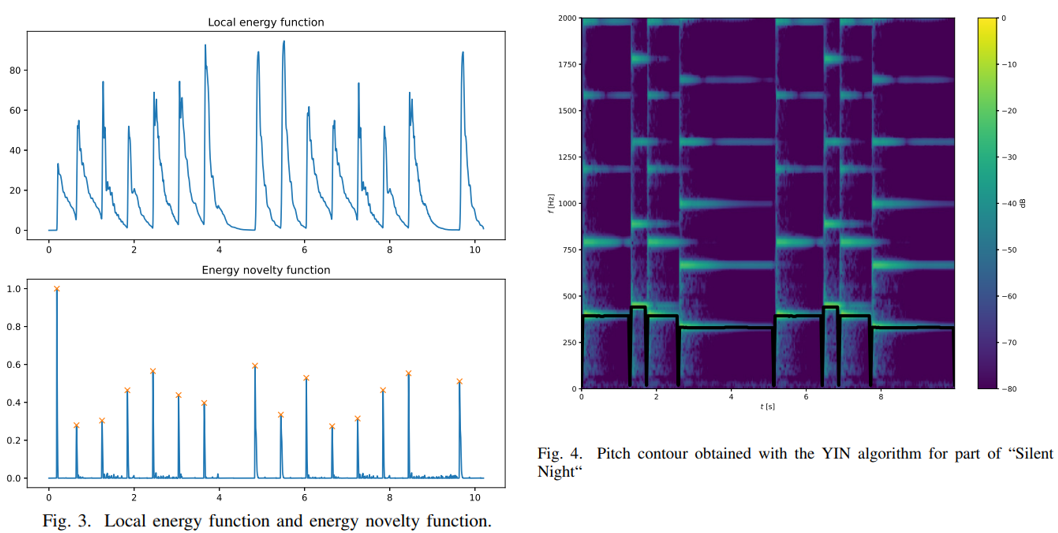 Local energy function
80
60
40
20
0
0 2 4 6 8 10
Energy novelty function
1.0
0.8
0.6
0.4
0.2
0.0
0 2 4 6 8 10
Fig. 3. Local energy function and energy novelty function.
2000
1750
1500
1250
1000
750
500
250
0
f [Hz]
0 2 4 6 8
t [s]
0
−10
−20
−30
−40
−50
−60
−70
−80
dB
Fig. 4. Pitch contour obtained with the YIN algorithm for part of “Silent
Night“